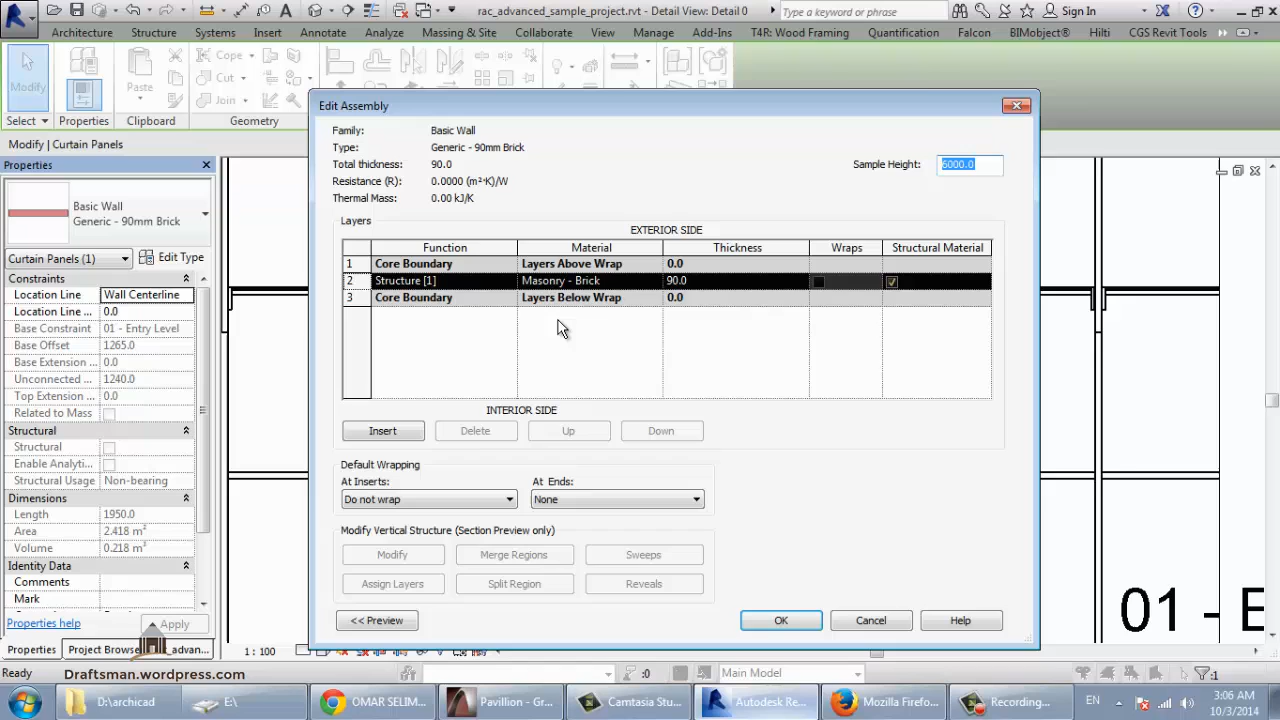 rac_advanced_sample_project.rvt - Detail View: Detail View 0
Type a keyword or phrase
Sign In
Architecture Structure Systems Insert Annotate Analyze Massing & Site Collaborate View Manage Add-Ins T4R: Wood Framing Quantification Falcon BIMobject® Hilti CGS Revit Tools
Modify
Paste
Cope
Cut
Join
Select Properties Clipboard Geometry
Modify | Curtain Panels
Properties
Basic Wall
Generic - 90mm Brick
Curtain Panels (1) Edit Type
Constraints
Location Line Wall Centerline
Location Line ... 0.0
Base Constraint 01 - Entry Level
Base Offset 1265.0
Base Extension ... 0.0
Unconnected ... 1240.0
Top Extension ... 0.0
Related to Mass
Structural
Structural
Enable Analyti...
Structural Usage Non-bearing
Dimensions
Length 1950.0
Area 2.418 m²
Volume 0.218 m³
Identity Data
Comments
Mark
Properties help Apply
Properties Project Browse
Edit Assembly
Family: Basic Wall
Type: Generic - 90mm Brick
Total thickness: 90.0 Sample Height: 6000.0
Resistance (R): 0.0000 (m²·K)/W
Thermal Mass: 0.00 kJ/K
Layers
EXTERIOR SIDE
Function Material Thickness Wraps Structural Material
1 Core Boundary Layers Above Wrap 0.0
2 Structure [1] Masonry - Brick 90.0
3 Core Boundary Layers Below Wrap 0.0
INTERIOR SIDE
Insert Delete Up Down
Default Wrapping
At Inserts: At Ends:
Do not wrap None
Modify Vertical Structure (Section Preview only)
Modify Merge Regions Sweeps
Assign Layers Split Region Reveals
<< Preview OK Cancel Help
01 - E
1 : 100
Ready
:0 Main Model :1
Draftsman.wordpress.com
D:\archicad E:\ OMAR SELIM... Pavillion - Gr... Camtasia Stu... Autodesk Re... Mozilla Firefo... Recording...
EN
3:06 AM
10/3/2014